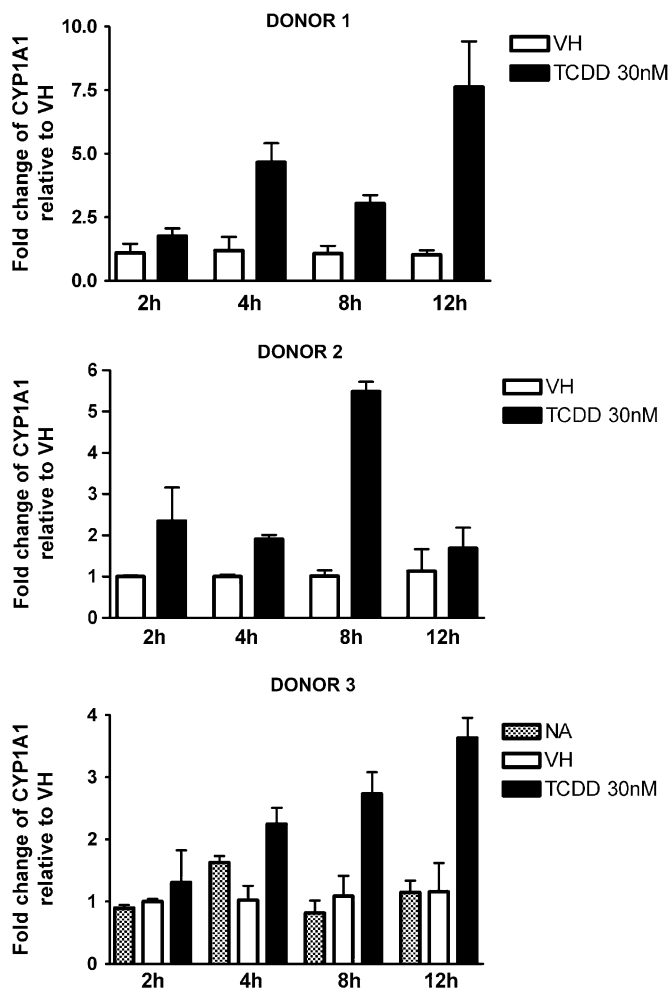 DONOR 1
Fold change of CYP1A1
relative to VH
10.0
7.5
5.0
2.5
0.0
2h 4h 8h 12h
VH
TCDD 30nM
DONOR 2
Fold change of CYP1A1
relative to VH
6
5
4
3
2
1
0
2h 4h 8h 12h
VH
TCDD 30nM
DONOR 3
Fold change of CYP1A1
relative to VH
4
3
2
1
0
2h 4h 8h 12h
NA
VH
TCDD 30nM